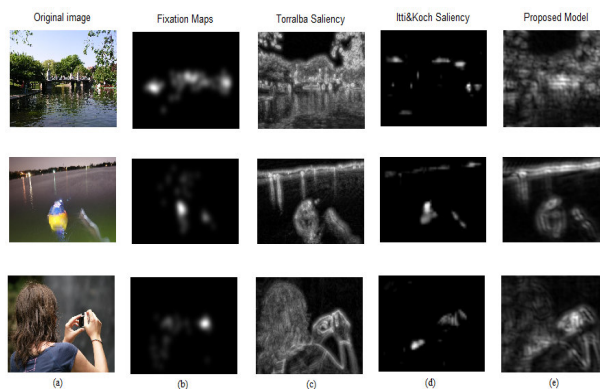 Original image Fixation Maps Torralba Saliency Itti&Koch Saliency Proposed Model
(a) (b) (c) (d) (e)